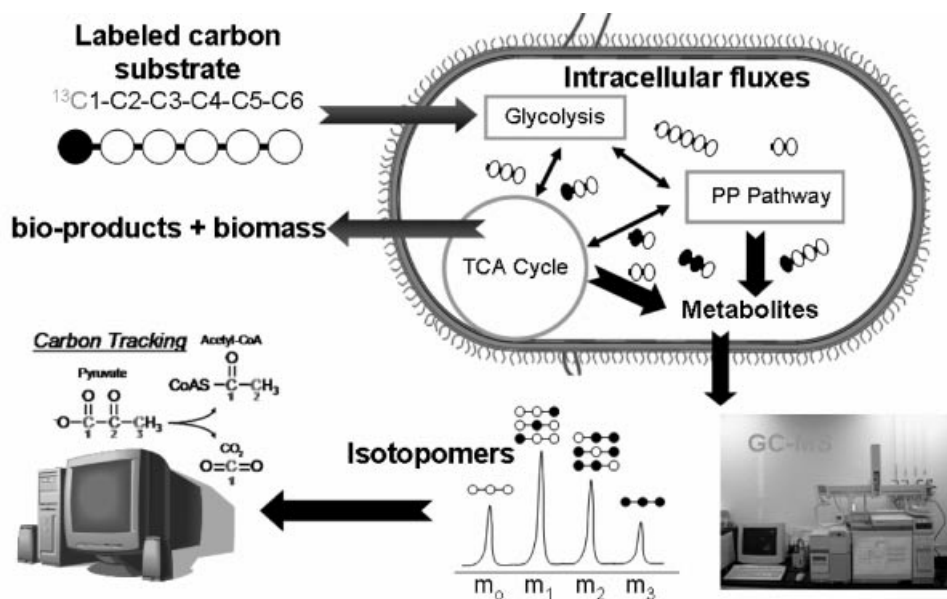 Labeled carbon
substrate
¹³C1-C2-C3-C4-C5-C6
Intracellular fluxes
Glycolysis
PP Pathway
bio-products + biomass
TCA Cycle
Metabolites
Carbon Tracking
Acetyl-CoA
O
CoAS-C-CH₃
1 2
Pyruvate
O O
⁻O-C-C-CH₃
1 2 3
CO₂
O=C=O
1
Isotopomers
GC-MS
m₀ m₁ m₂ m₃